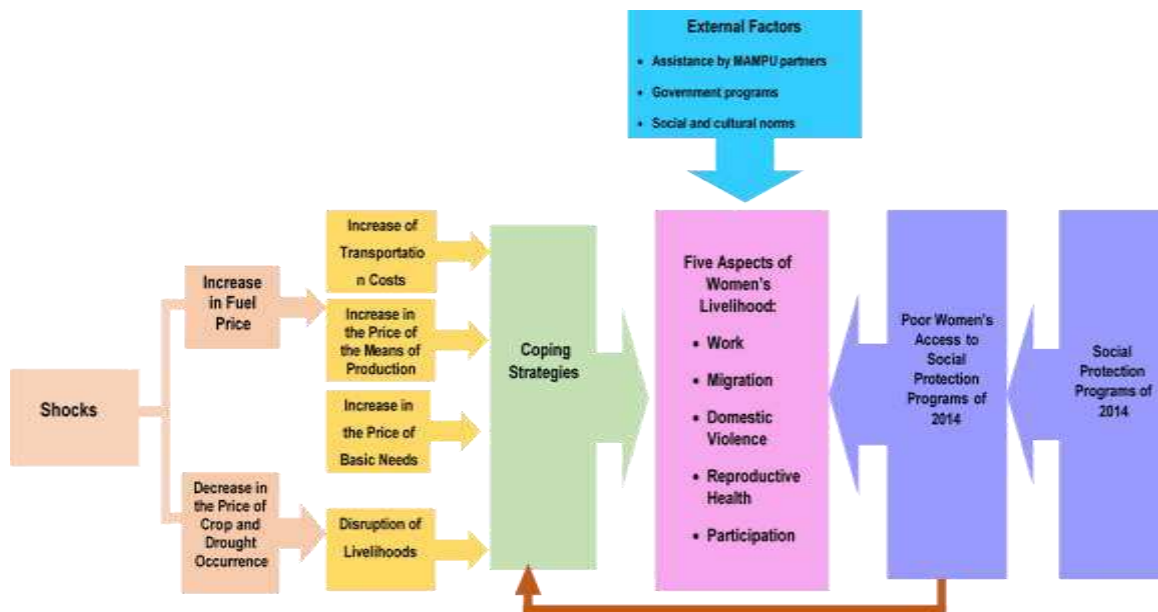 External Factors
• Assistance by MAMPU partners
• Government programs
• Social and cultural norms
Shocks
Increase
in Fuel
Price
Decrease in
the Price of
Crop and
Drought
Occurrence
Increase of
Transportatio
n Costs
Increase in
the Price of
the Means of
Production
Increase in
the Price of
Basic Needs
Disruption of
Livelihoods
Coping
Strategies
Five Aspects of
Women's
Livelihood:
• Work
• Migration
• Domestic
Violence
• Reproductive
Health
• Participation
Poor Women's
Access to
Social
Protection
Programs of
2014
Social
Protection
Programs of
2014